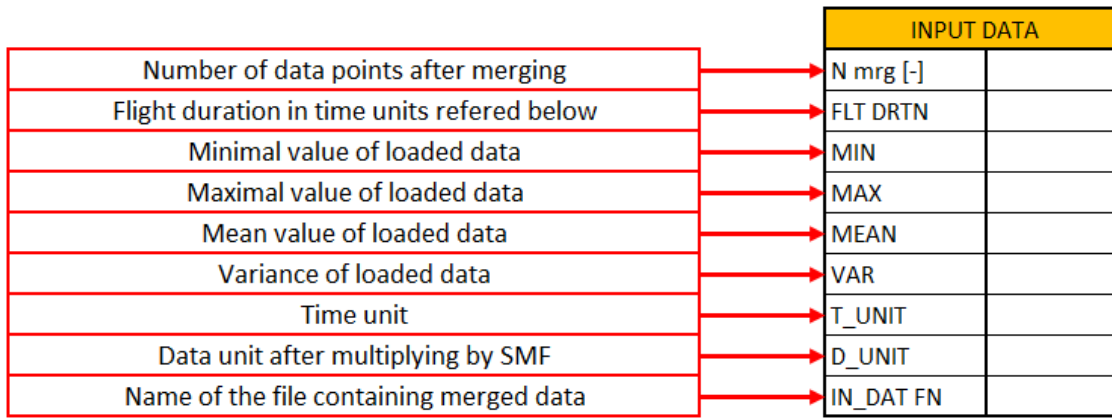 INPUT DATA
Number of data points after merging N mrg [-]
Flight duration in time units refered below FLT DRTN
Minimal value of loaded data MIN
Maximal value of loaded data MAX
Mean value of loaded data MEAN
Variance of loaded data VAR
Time unit T_UNIT
Data unit after multiplying by SMF D_UNIT
Name of the file containing merged data IN_DAT FN